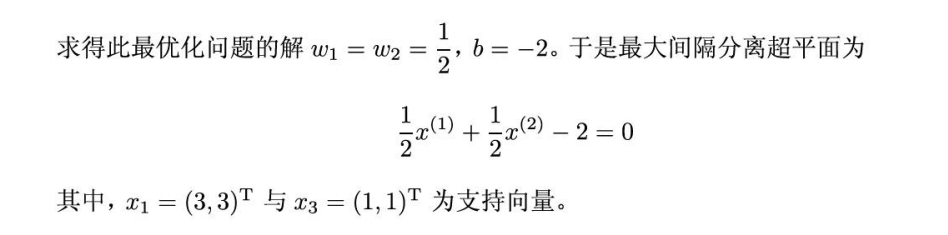 求得此最优化问题的解 w₁ = w₂ = 1/2, b = −2。于是最大间隔分离超平面为
1/2 x⁽¹⁾ + 1/2 x⁽²⁾ − 2 = 0
其中, x₁ = (3, 3)ᵀ 与 x₃ = (1, 1)ᵀ 为支持向量。